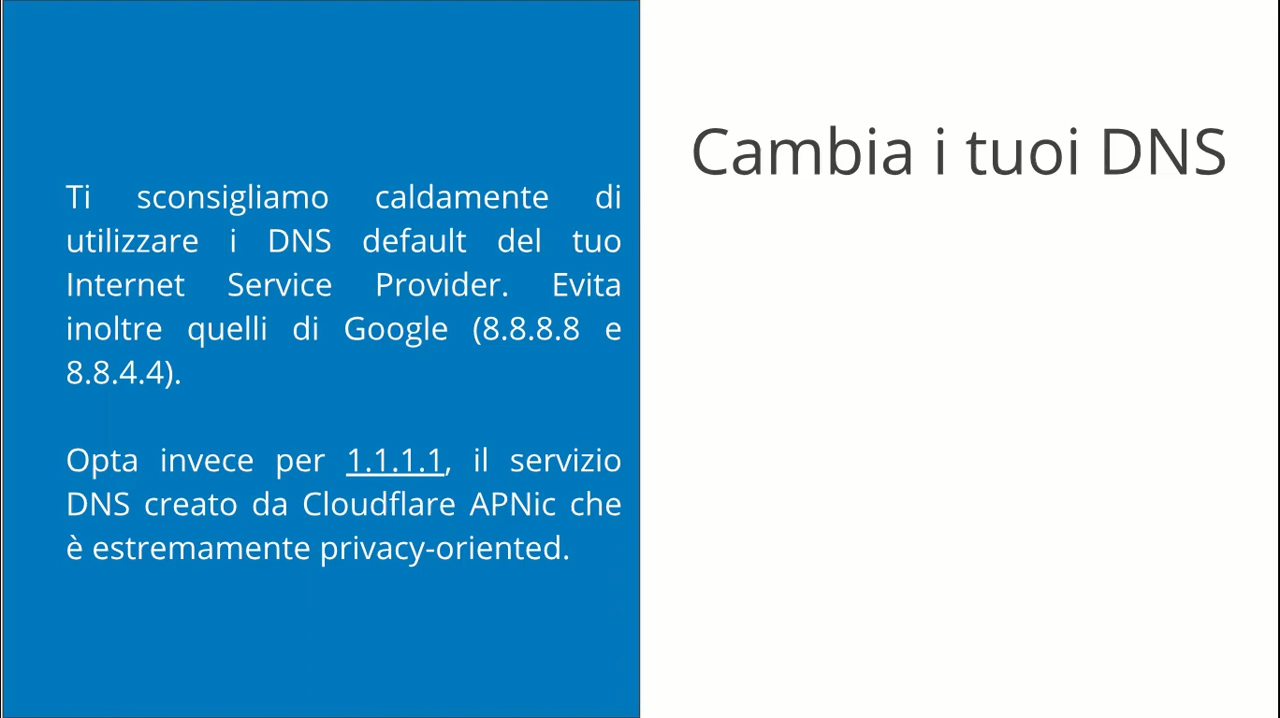 Cambia i tuoi DNS
Ti sconsigliamo caldamente di
utilizzare i DNS default del tuo
Internet Service Provider. Evita
inoltre quelli di Google (8.8.8.8 e
8.8.4.4).
Opta invece per 1.1.1.1, il servizio
DNS creato da Cloudflare APNic che
è estremamente privacy-oriented.